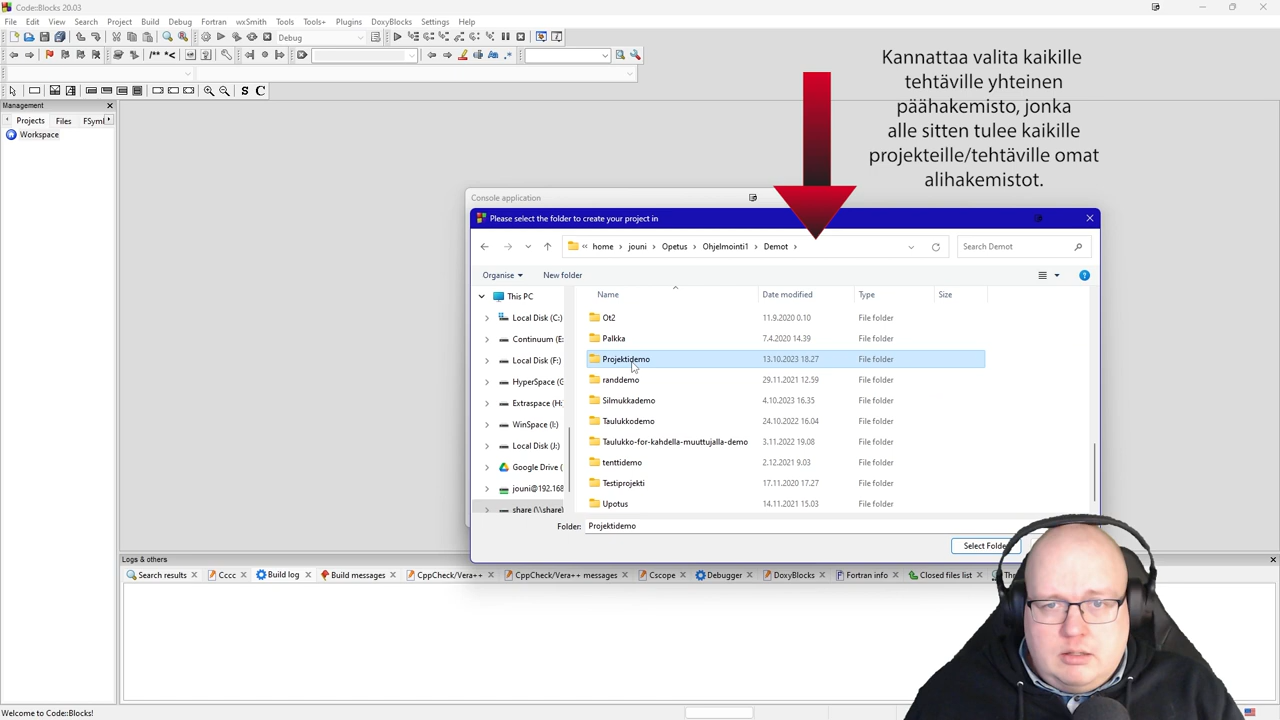 Code::Blocks 20.03
File Edit View Search Project Build Debug Fortran wxSmith Tools Tools+ Plugins DoxyBlocks Settings Help
Debug
Management
Projects Files FSyml
Workspace
Kannattaa valita kaikille
tehtäville yhteinen
päähakemisto, jonka
alle sitten tulee kaikille
projekteille/tehtäville omat
alihakemistot.
Console application
Please select the folder to create your project in
home jouni Opetus Ohjelmointi1 Demot Search Demot
Organise New folder
Name Date modified Type Size
This PC
Local Disk (C:)
Continuum (E:
Local Disk (F:)
HyperSpace (G
Extraspace (H:
WinSpace (I:)
Local Disk (J:)
Google Drive (
jouni@192.168
share (\\share)
Ot2 11.9.2020 0.10 File folder
Palkka 7.4.2020 14.39 File folder
Projektidemo 13.10.2023 18.27 File folder
randdemo 29.11.2021 12.59 File folder
Silmukkademo 4.10.2023 16.35 File folder
Taulukkodemo 24.10.2022 16.04 File folder
Taulukko-for-kahdella-muuttujalla-demo 3.11.2022 19.08 File folder
tenttidemo 2.12.2021 9.03 File folder
Testiprojekti 17.11.2020 17.27 File folder
Upotus 14.11.2021 15.03 File folder
Folder: Projektidemo
Select Folder
Logs & others
Search results Cccc Build log Build messages CppCheck/Vera++ CppCheck/Vera++ messages Cscope Debugger DoxyBlocks Fortran info Closed files list
Welcome to Code::Blocks!